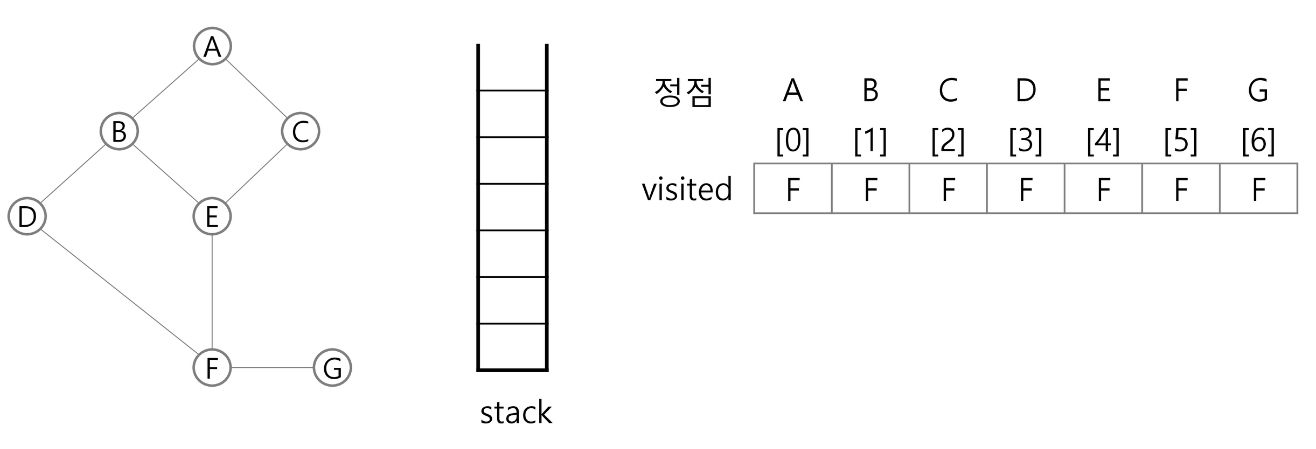 A
B
C
D
E
F
G
stack
정점 A B C D E F G
[0] [1] [2] [3] [4] [5] [6]
visited F F F F F F F